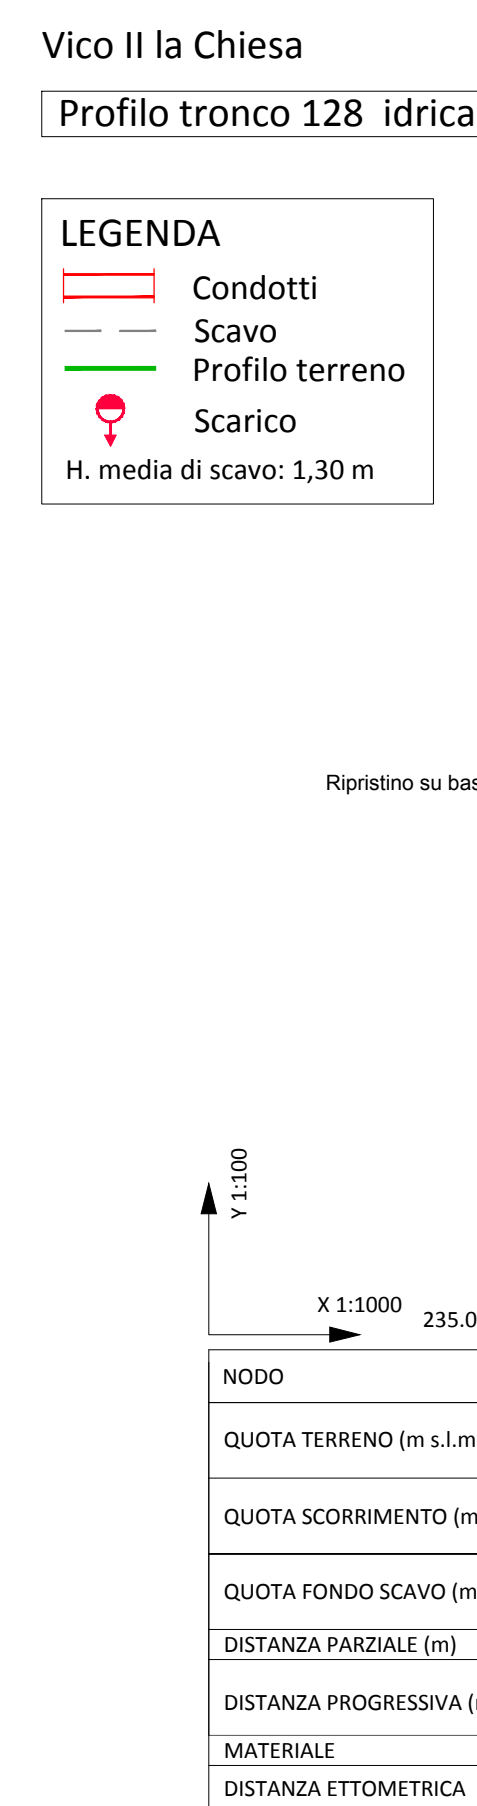 Vico II la Chiesa
Profilo tronco 128 idrica
LEGENDA
Condotti
Scavo
Profilo terreno
Scarico
H. media di scavo: 1,30 m
Ripristino su bas
Y 1:100
X 1:1000
235.0
NODO
QUOTA TERRENO (m s.l.m
QUOTA SCORRIMENTO (m
QUOTA FONDO SCAVO (m
DISTANZA PARZIALE (m)
DISTANZA PROGRESSIVA (
MATERIALE
DISTANZA ETTOMETRICA